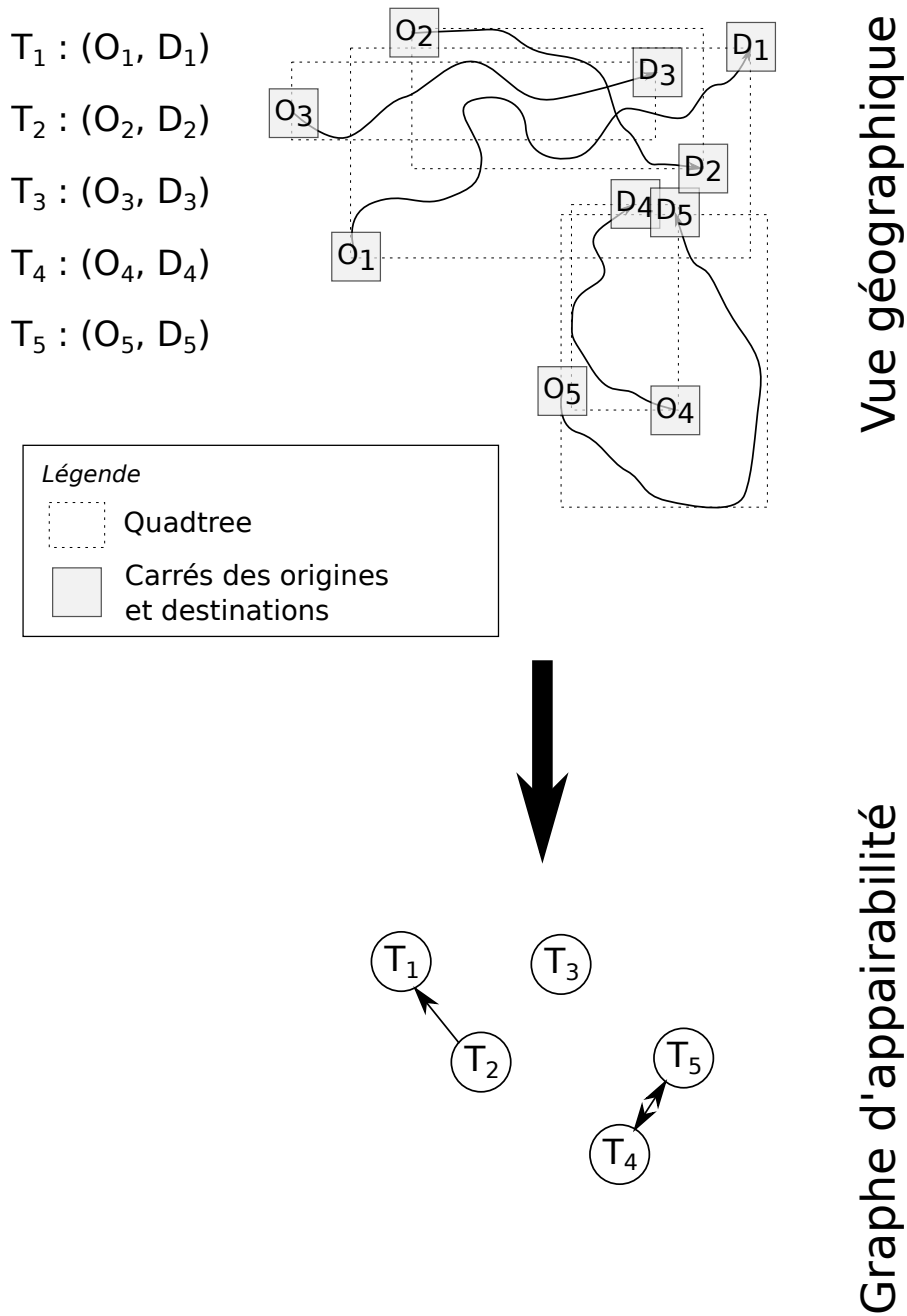 T₁ : (O₁, D₁)
T₂ : (O₂, D₂)
T₃ : (O₃, D₃)
T₄ : (O₄, D₄)
T₅ : (O₅, D₅)
O₂
D₁
D₃
O₃
D₂
D₄
D₅
O₁
O₅
O₄
Vue géographique
Légende
Quadtree
Carrés des origines
et destinations
T₁
T₃
T₂
T₅
T₄
Graphe d'appairabilité